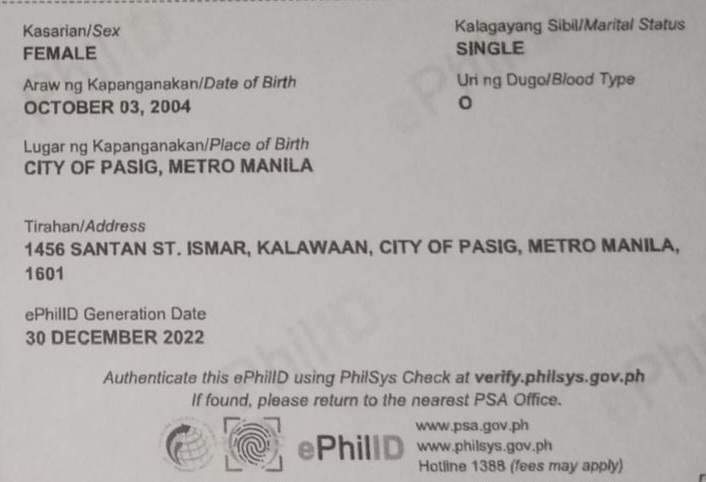 Kasarian/Sex
FEMALE
Kalagayang Sibil/Marital Status
SINGLE
Araw ng Kapanganakan/Date of Birth
OCTOBER 03, 2004
Uri ng Dugo/Blood Type
O
Lugar ng Kapanganakan/Place of Birth
CITY OF PASIG, METRO MANILA
Tirahan/Address
1456 SANTAN ST. ISMAR, KALAWAAN, CITY OF PASIG, METRO MANILA,
1601
ePhilID Generation Date
30 DECEMBER 2022
Authenticate this ePhilID using PhilSys Check at verify.philsys.gov.ph
If found, please return to the nearest PSA Office.
ePhilID
www.psa.gov.ph
www.philsys.gov.ph
Hotline 1388 (fees may apply)